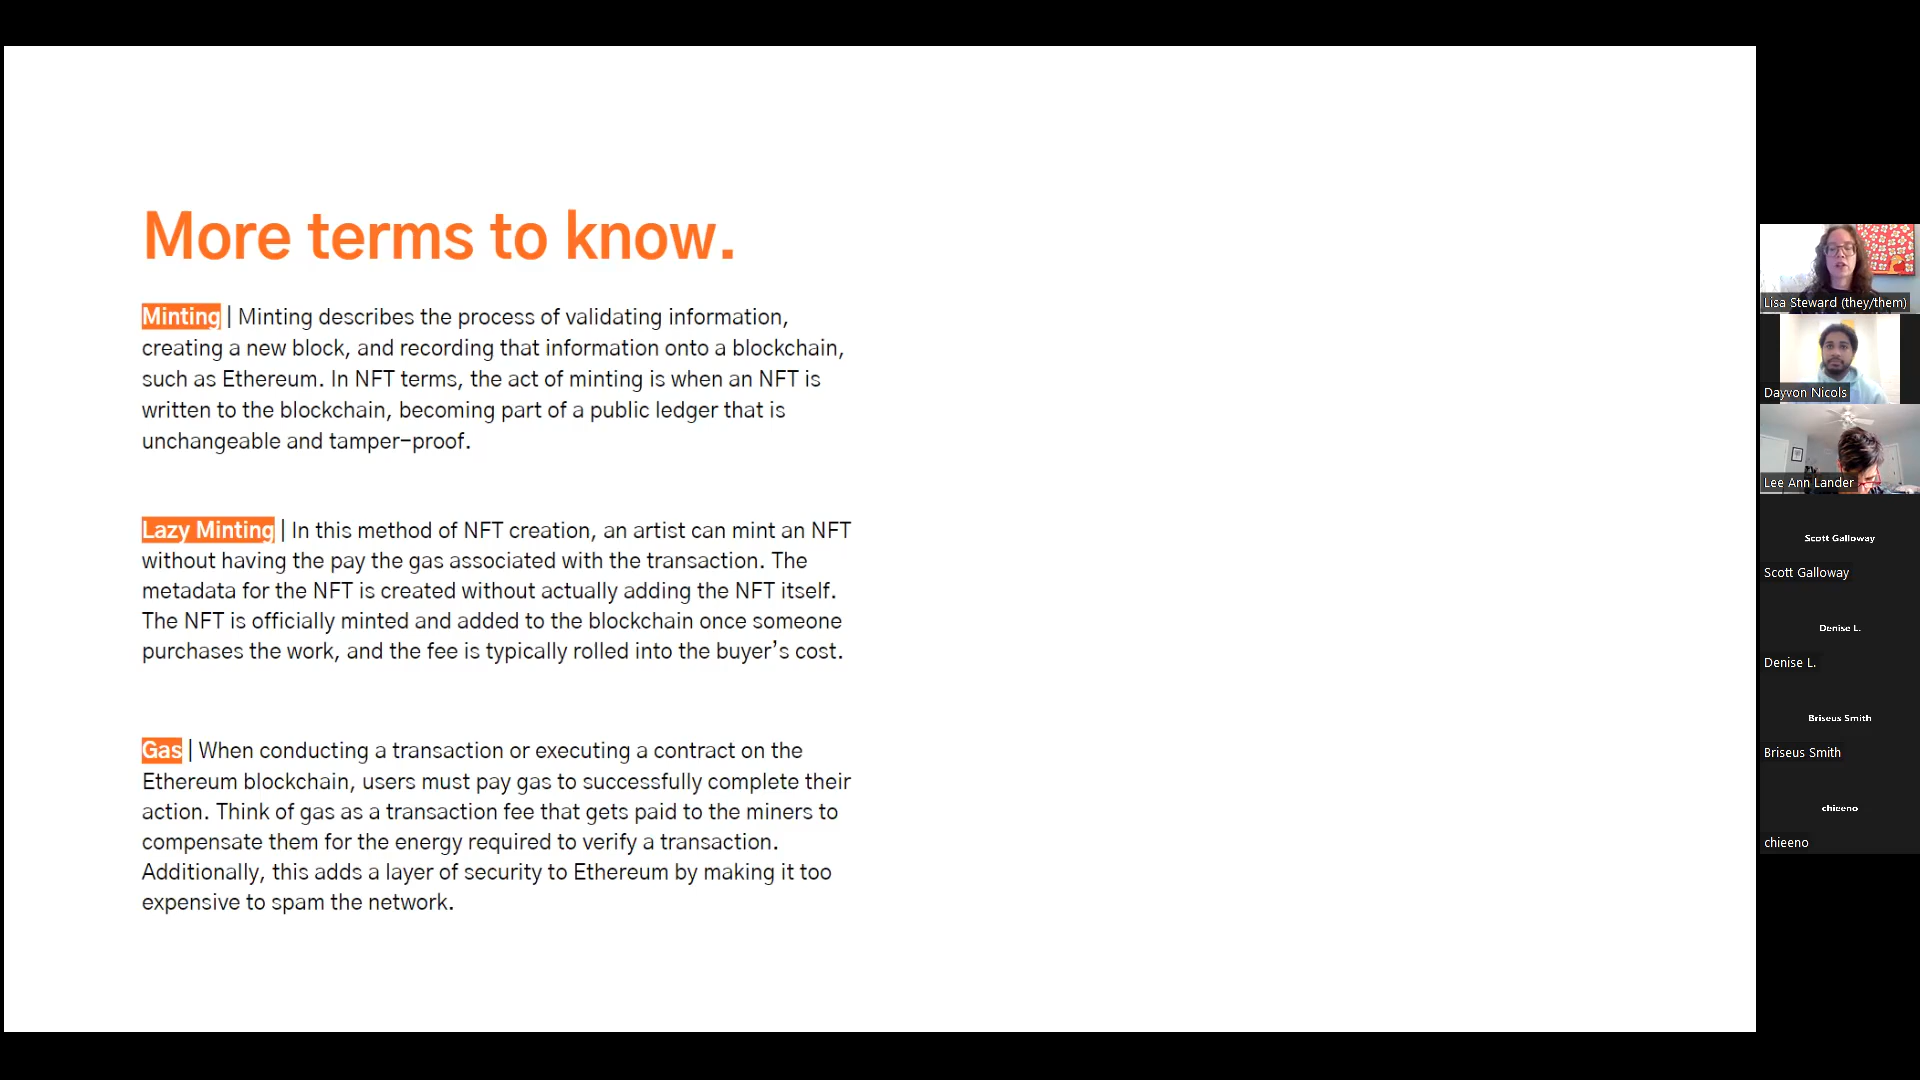 More terms to know.
Minting | Minting describes the process of validating information,
creating a new block, and recording that information onto a blockchain,
such as Ethereum. In NFT terms, the act of minting is when an NFT is
written to the blockchain, becoming part of a public ledger that is
unchangeable and tamper-proof.
Lazy Minting | In this method of NFT creation, an artist can mint an NFT
without having the pay the gas associated with the transaction. The
metadata for the NFT is created without actually adding the NFT itself.
The NFT is officially minted and added to the blockchain once someone
purchases the work, and the fee is typically rolled into the buyer’s cost.
Gas | When conducting a transaction or executing a contract on the
Ethereum blockchain, users must pay gas to successfully complete their
action. Think of gas as a transaction fee that gets paid to the miners to
compensate them for the energy required to verify a transaction.
Additionally, this adds a layer of security to Ethereum by making it too
expensive to spam the network.
Lisa Steward (they/them)
Dayvon Nicols
Lee Ann Lander
Scott Galloway
Scott Galloway
Denise L.
Denise L.
Briseus Smith
Briseus Smith
chieeno
chieeno